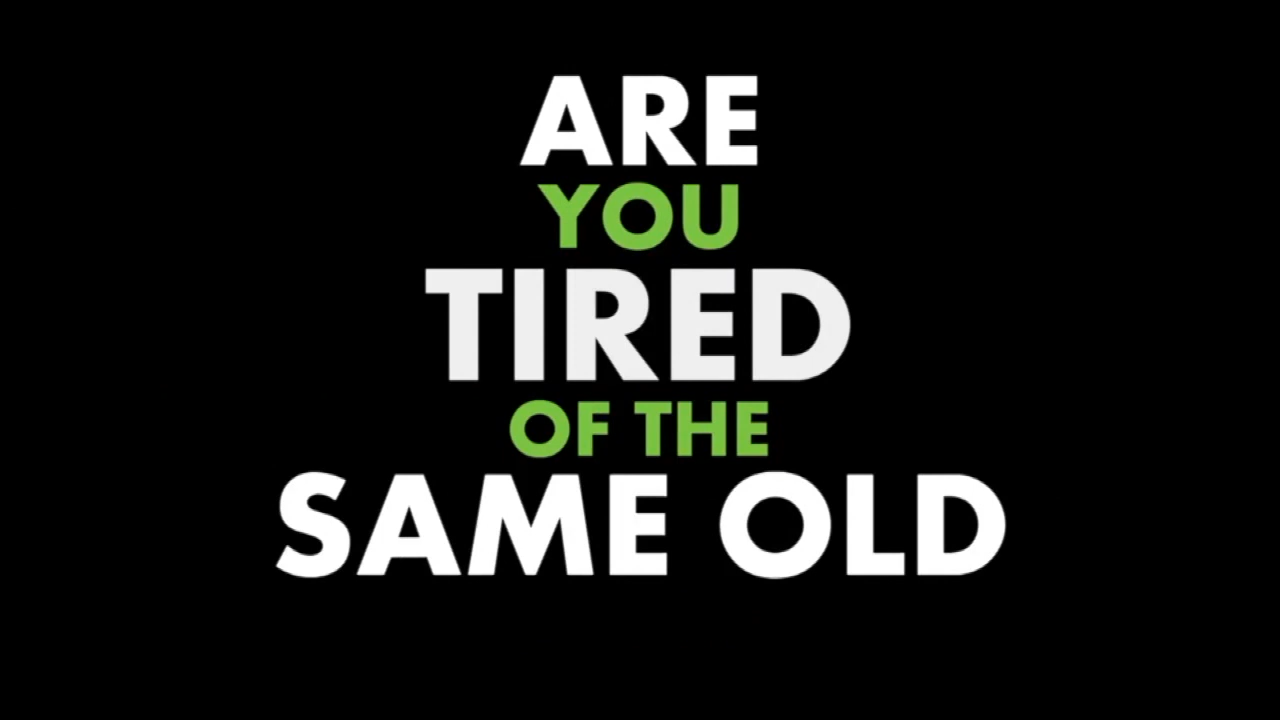 ARE
YOU
TIRED
OF THE
SAME OLD